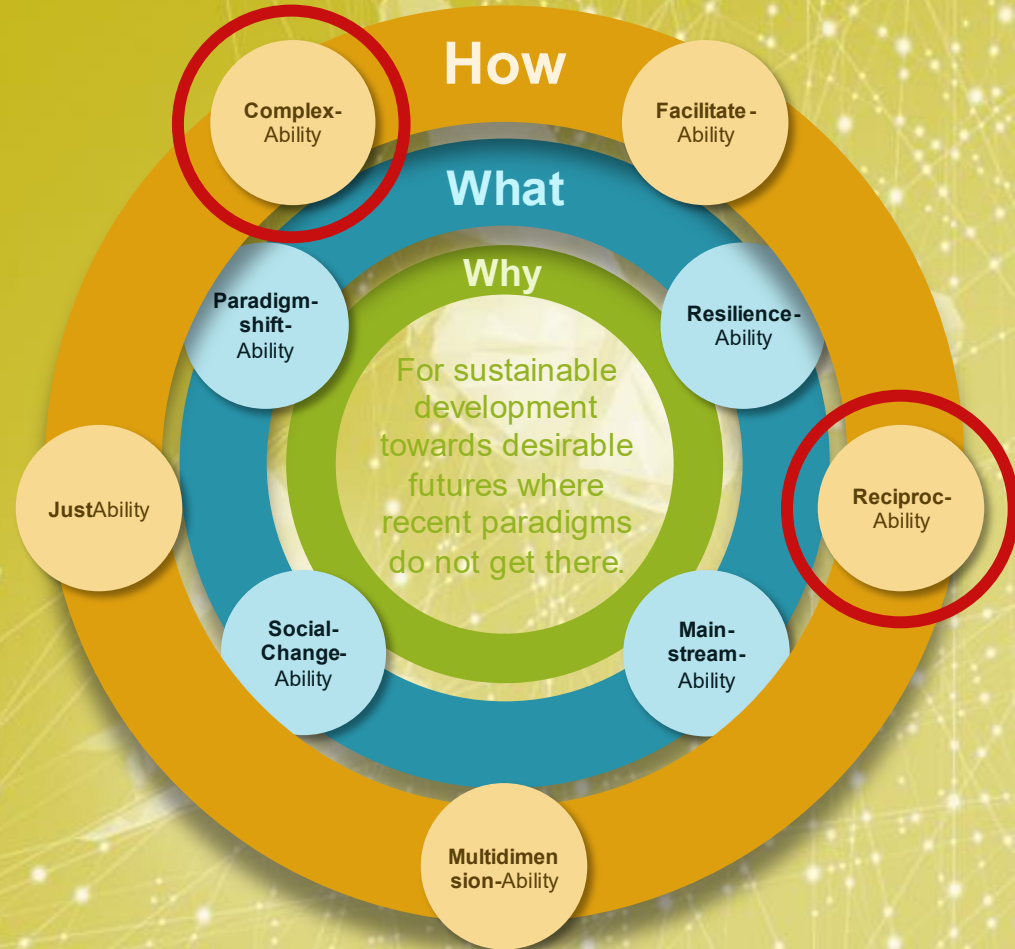 How
Complex-
Ability
Facilitate-
Ability
What
Why
Paradigm-
shift-
Ability
Resilience-
Ability
For sustainable
development
towards desirable
futures where
recent paradigms
do not get there.
JustAbility
Reciproc-
Ability
Social-
Change-
Ability
Main-
stream-
Ability
Multidimen
sion-Ability